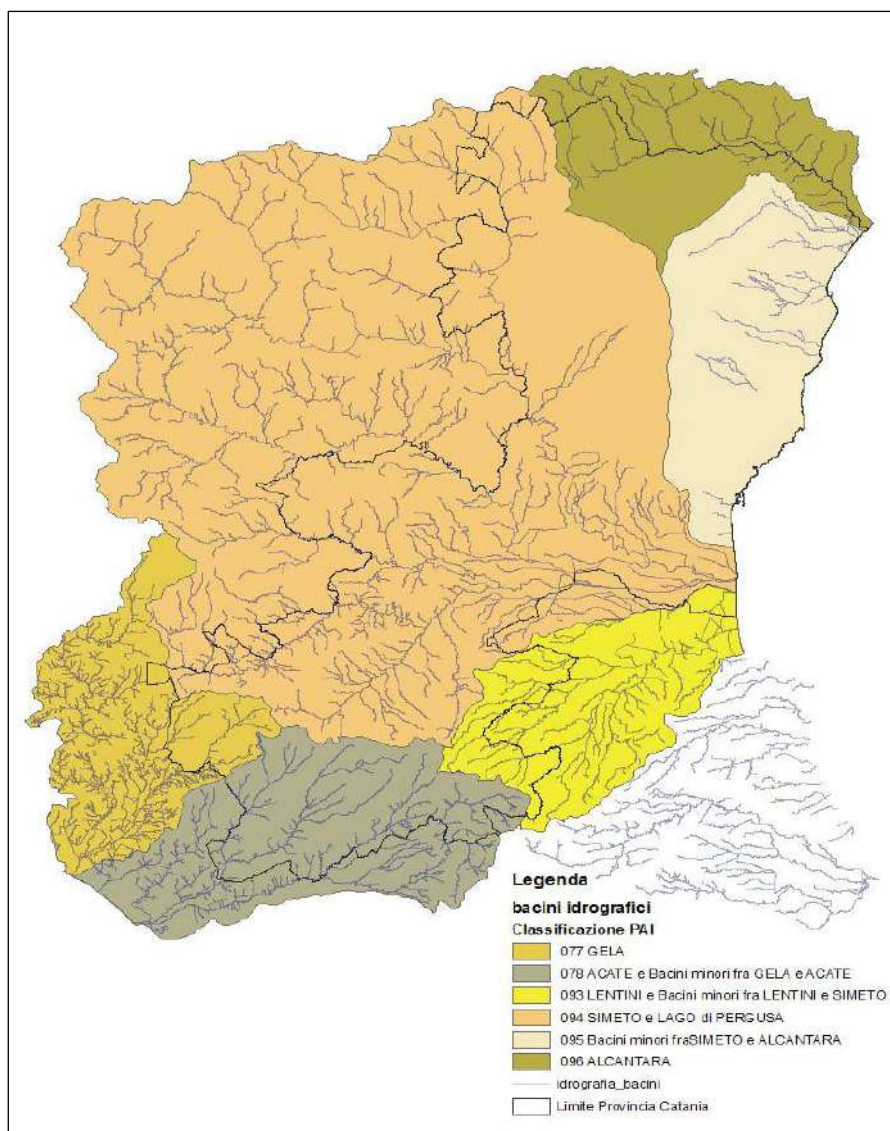 Legenda
bacini idrografici
Classificazione PAI
077 GELA
078 ACATE e Bacini minori fra GELA e ACATE
093 LENTINI e Bacini minori fra LENTINI e SIMETO
094 SIMETO e LAGO di PERGUSA
095 Bacini minori fraSIMETO e ALCANTARA
096 ALCANTARA
idrografia_bacini
Limite Provincia Catania